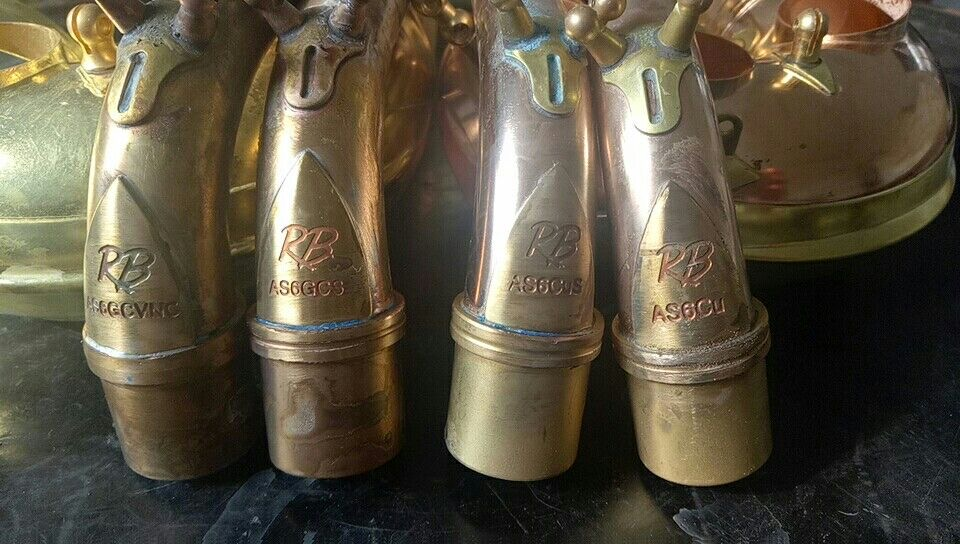 RB
AS6GCVNC
RB
AS6GCS
RB
AS6CuS
RB
AS6Cu